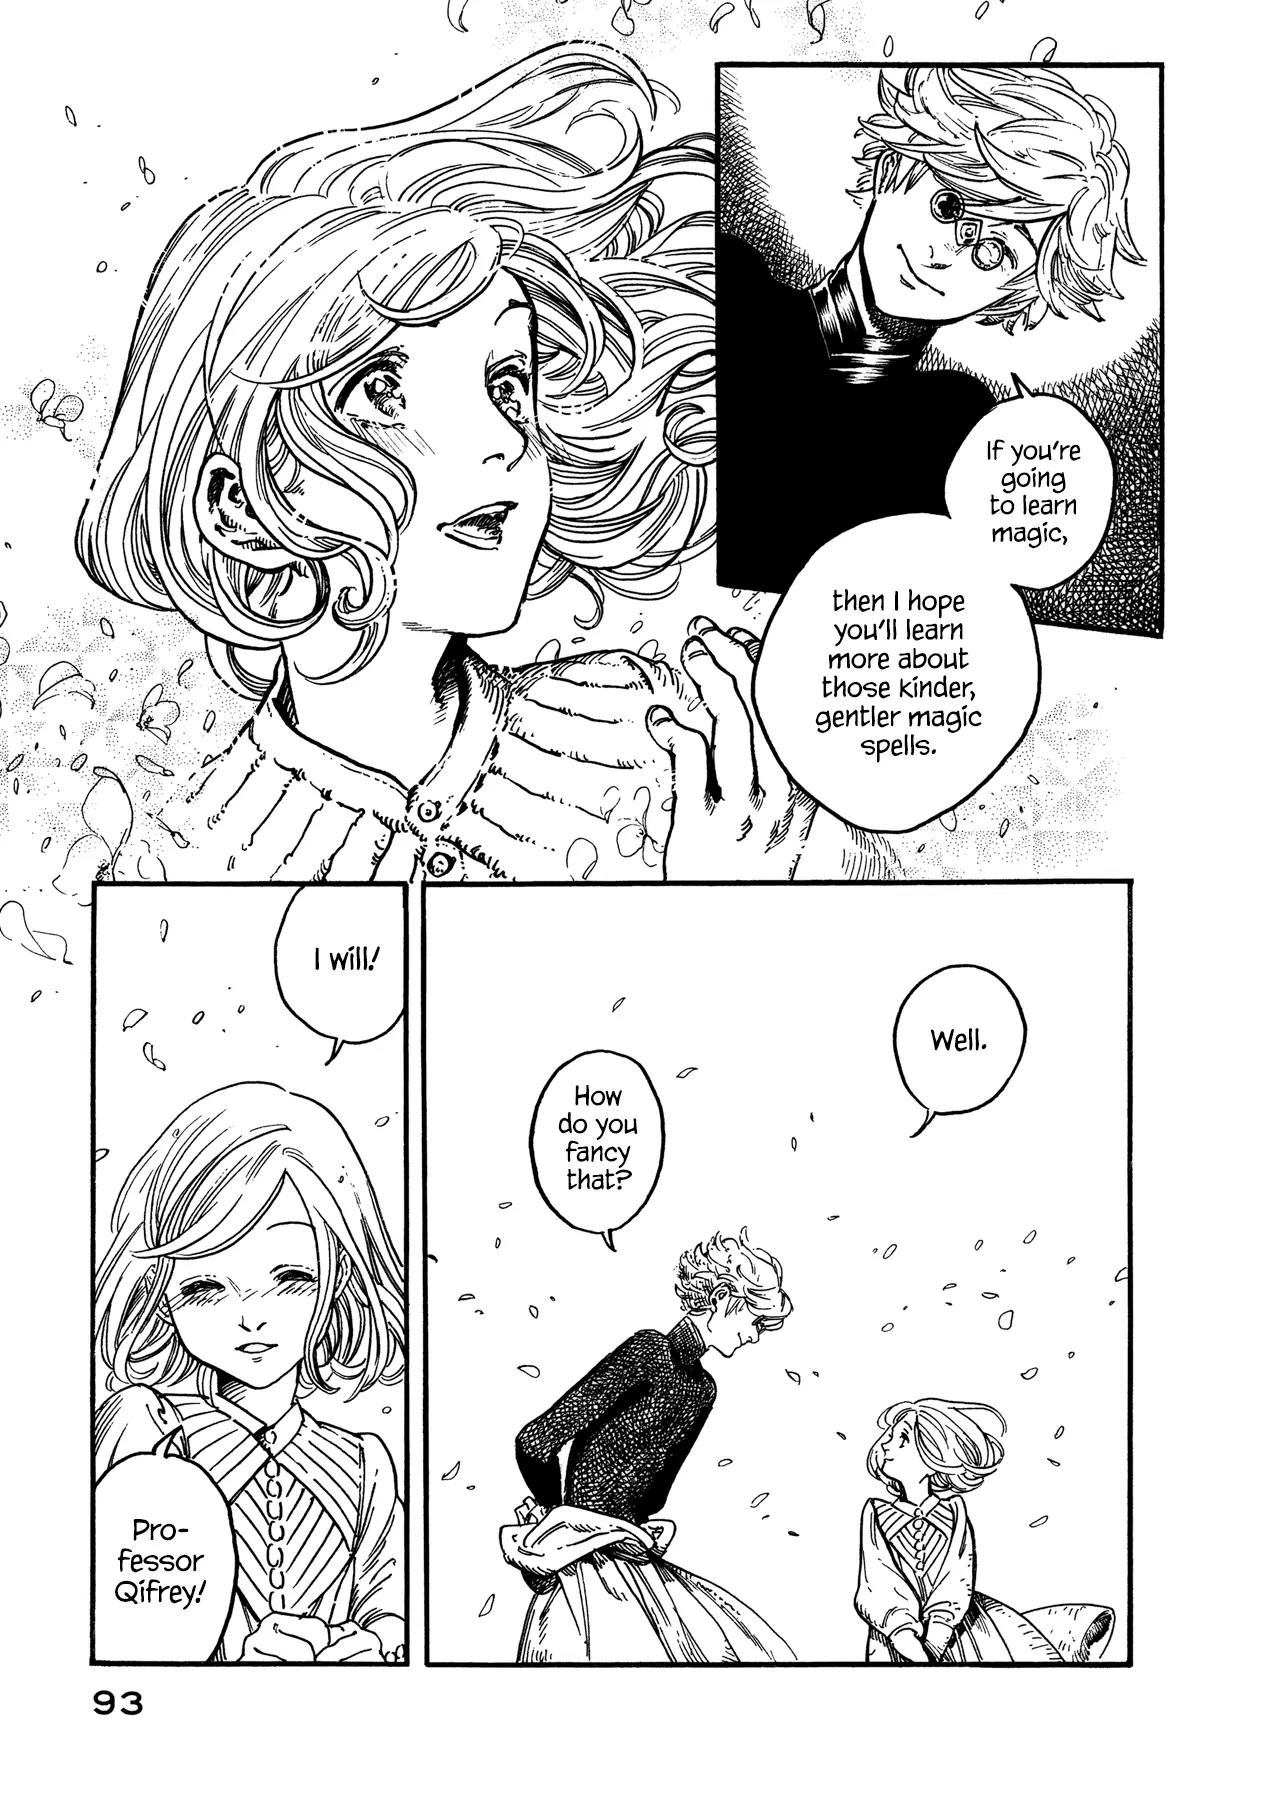 If you're
going
to learn
magic,
then I hope
you'll learn
more about
those kinder,
gentler magic
spells.
Well.
How
do you
fancy
that?
I will!
Pro-
fessor
Qifrey!
93